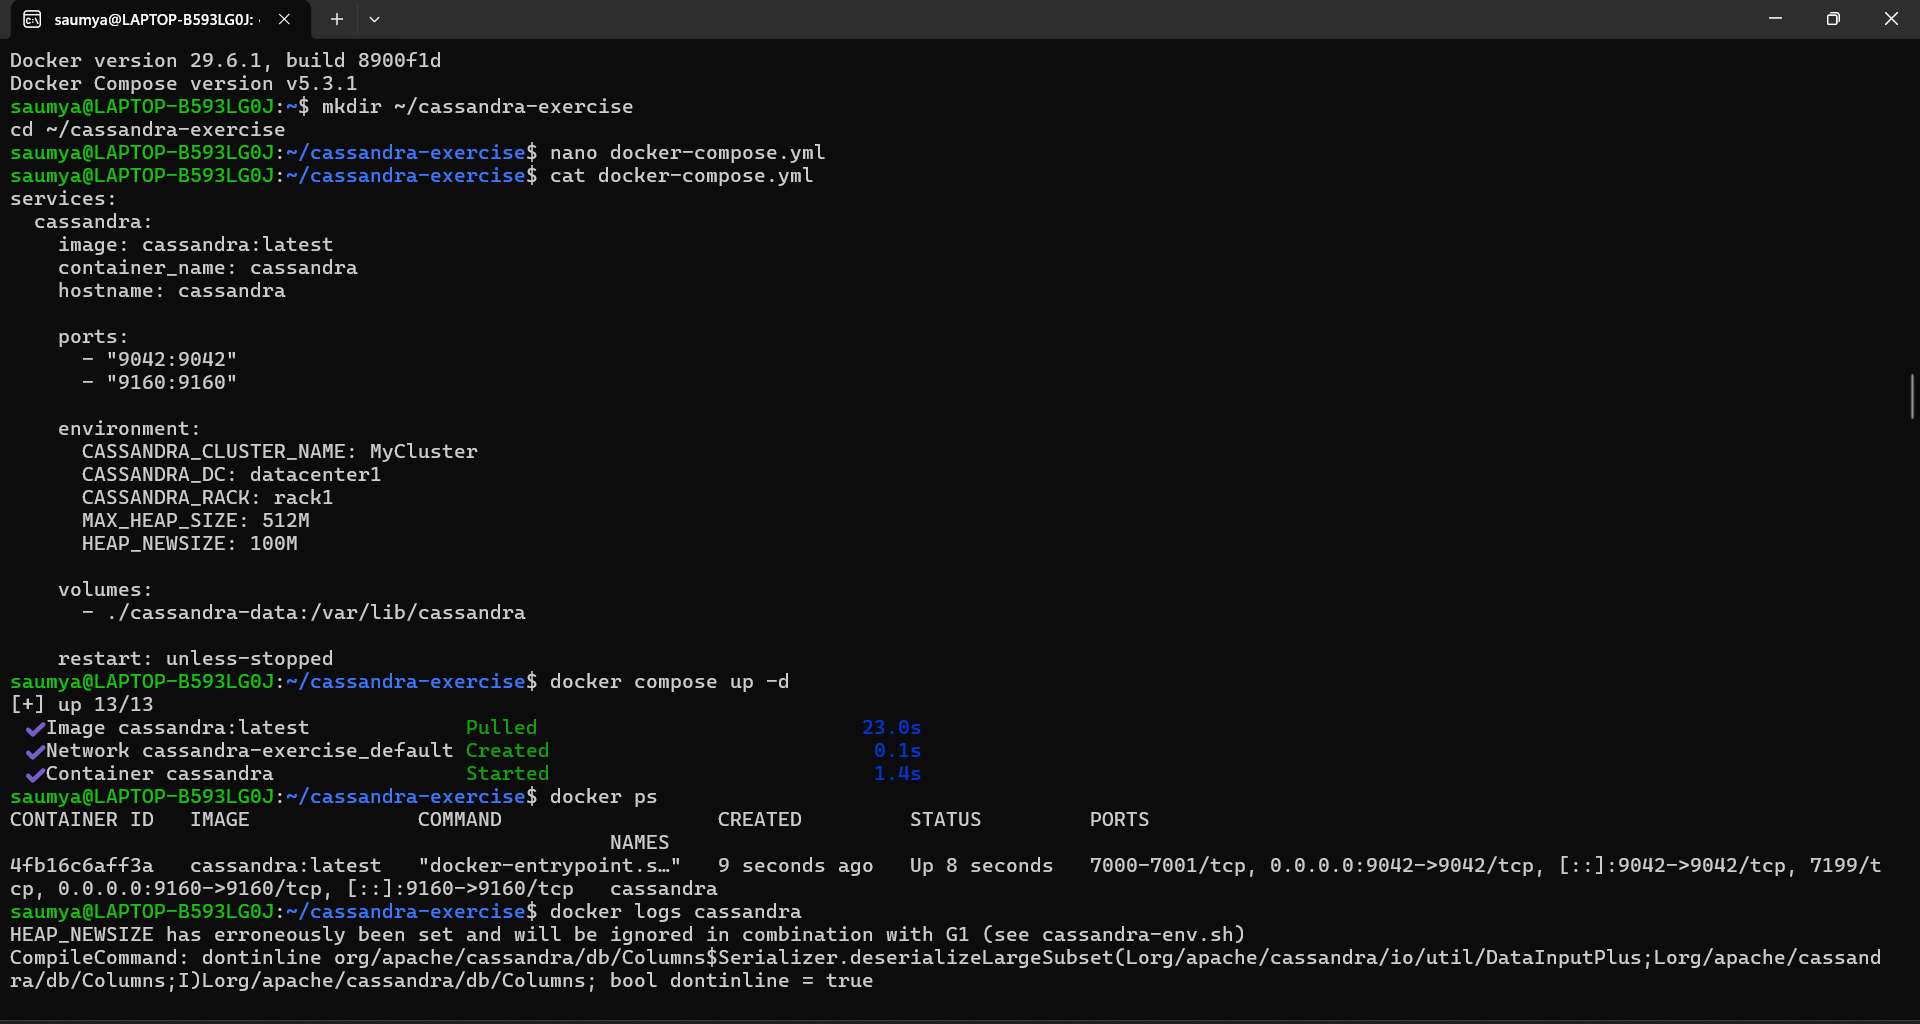 saumya@LAPTOP-B593LG0J: ~
Docker version 29.6.1, build 8900f1d
Docker Compose version v5.3.1
saumya@LAPTOP-B593LG0J:~$ mkdir ~/cassandra-exercise
cd ~/cassandra-exercise
saumya@LAPTOP-B593LG0J:~/cassandra-exercise$ nano docker-compose.yml
saumya@LAPTOP-B593LG0J:~/cassandra-exercise$ cat docker-compose.yml
services:
  cassandra:
    image: cassandra:latest
    container_name: cassandra
    hostname: cassandra

    ports:
      - "9042:9042"
      - "9160:9160"

    environment:
      CASSANDRA_CLUSTER_NAME: MyCluster
      CASSANDRA_DC: datacenter1
      CASSANDRA_RACK: rack1
      MAX_HEAP_SIZE: 512M
      HEAP_NEWSIZE: 100M

    volumes:
      - ./cassandra-data:/var/lib/cassandra

    restart: unless-stopped
saumya@LAPTOP-B593LG0J:~/cassandra-exercise$ docker compose up -d
[+] up 13/13
 ✔Image cassandra:latest             Pulled                           23.0s
 ✔Network cassandra-exercise_default Created                           0.1s
 ✔Container cassandra                Started                           1.4s
saumya@LAPTOP-B593LG0J:~/cassandra-exercise$ docker ps
CONTAINER ID   IMAGE              COMMAND                  CREATED         STATUS         PORTS
                                                  NAMES
4fb16c6aff3a   cassandra:latest   "docker-entrypoint.s…"   9 seconds ago   Up 8 seconds   7000-7001/tcp, 0.0.0.0:9042->9042/tcp, [::]:9042->9042/tcp, 7199/t
cp, 0.0.0.0:9160->9160/tcp, [::]:9160->9160/tcp   cassandra
saumya@LAPTOP-B593LG0J:~/cassandra-exercise$ docker logs cassandra
HEAP_NEWSIZE has erroneously been set and will be ignored in combination with G1 (see cassandra-env.sh)
CompileCommand: dontinline org/apache/cassandra/db/Columns$Serializer.deserializeLargeSubset(Lorg/apache/cassandra/io/util/DataInputPlus;Lorg/apache/cassand
ra/db/Columns;I)Lorg/apache/cassandra/db/Columns; bool dontinline = true